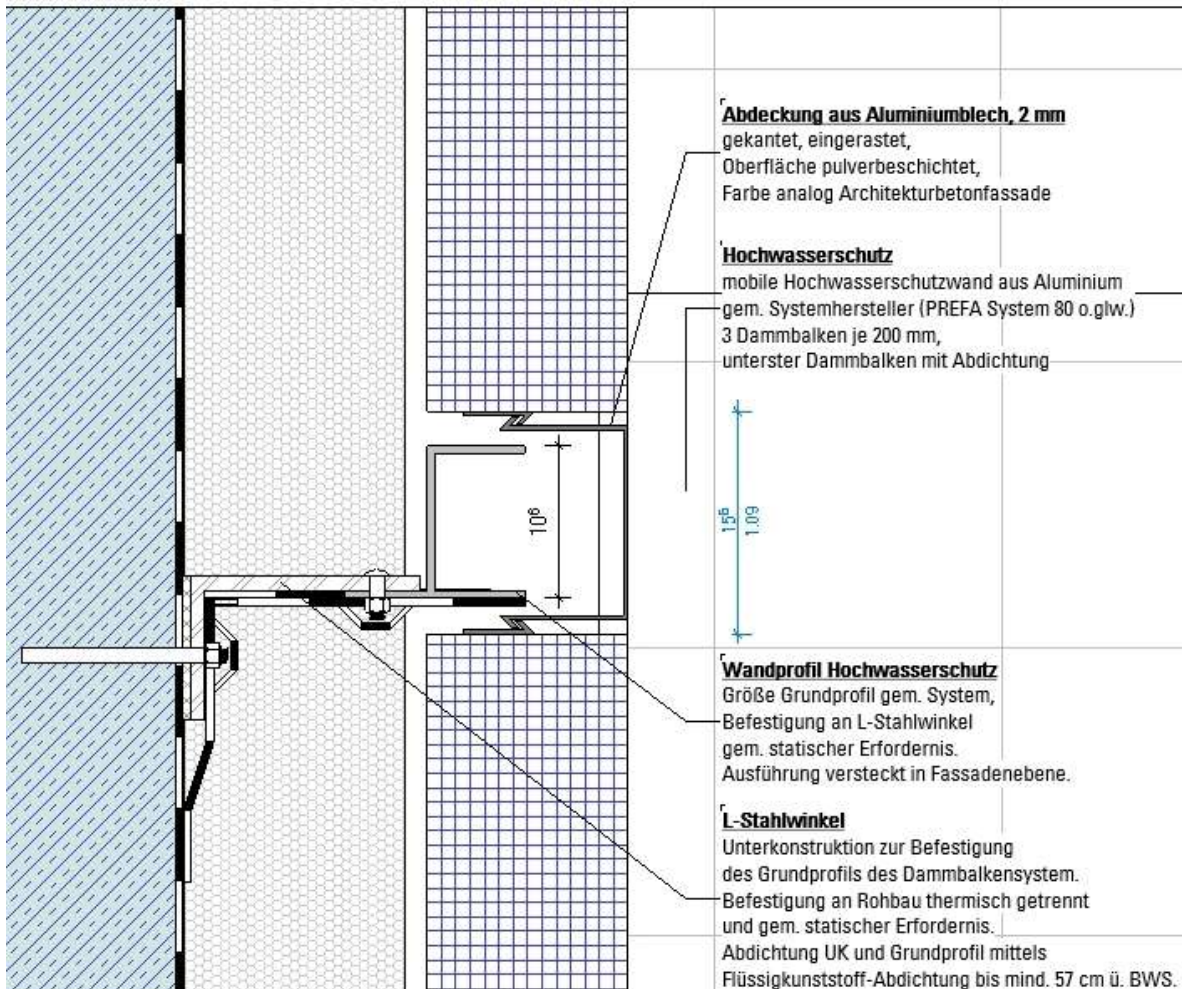 Abdeckung aus Aluminiumblech, 2 mm
gekantet, eingerastet,
Oberfläche pulverbeschichtet,
Farbe analog Architekturbetonfassade
Hochwasserschutz
mobile Hochwasserschutzwand aus Aluminium
gem. Systemhersteller (PREFA System 80 o.glw.)
3 Dammbalken je 200 mm,
unterster Dammbalken mit Abdichtung
10⁶
15⁶
1.09
Wandprofil Hochwasserschutz
Größe Grundprofil gem. System,
Befestigung an L-Stahlwinkel
gem. statischer Erfordernis.
Ausführung versteckt in Fassadenebene.
L-Stahlwinkel
Unterkonstruktion zur Befestigung
des Grundprofils des Dammbalkensystem.
Befestigung an Rohbau thermisch getrennt
und gem. statischer Erfordernis.
Abdichtung UK und Grundprofil mittels
Flüssigkunststoff-Abdichtung bis mind. 57 cm ü. BWS.